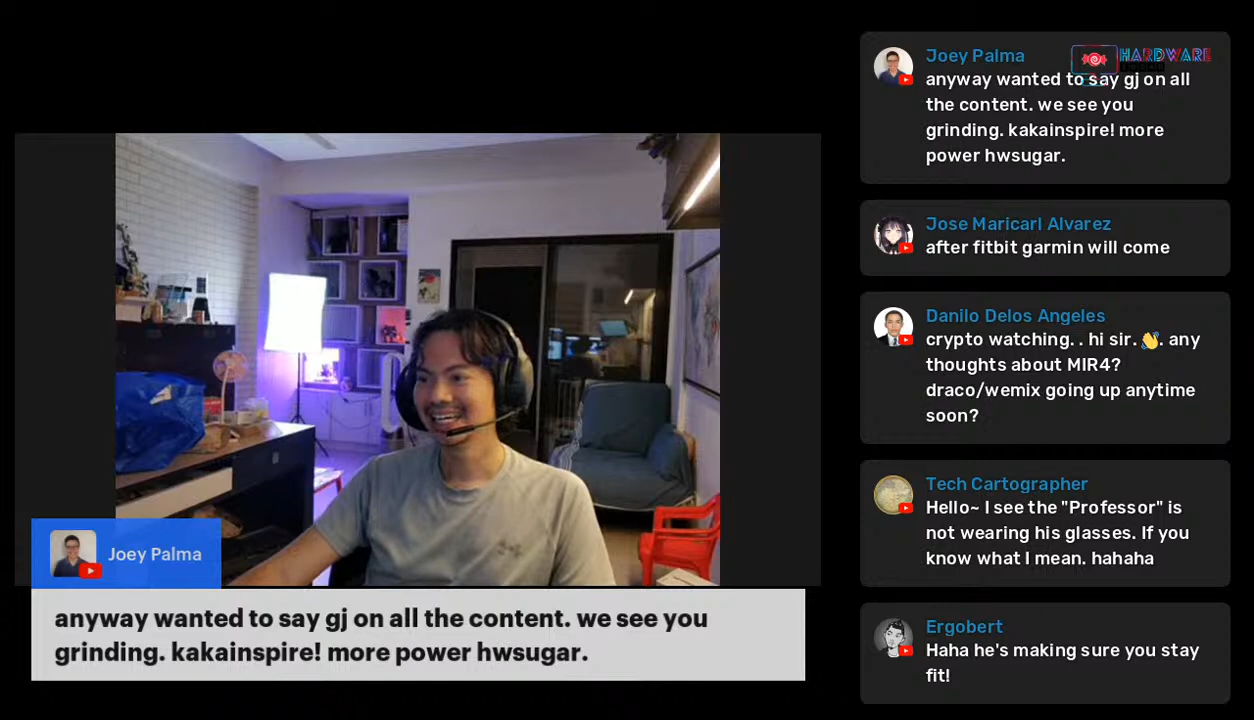 Joey Palma
anyway wanted to say gj on all the content. we see you
grinding. kakainspire! more power hwsugar.
HARDWARE
Joey Palma
anyway wanted to say gj on all
the content. we see you
grinding. kakainspire! more
power hwsugar.
Jose Maricarl Alvarez
after fitbit garmin will come
Danilo Delos Angeles
crypto watching. . hi sir.👋. any
thoughts about MIR4?
draco/wemix going up anytime
soon?
Tech Cartographer
Hello~ I see the "Professor" is
not wearing his glasses. If you
know what I mean. hahaha
Ergobert
Haha he's making sure you stay
fit!